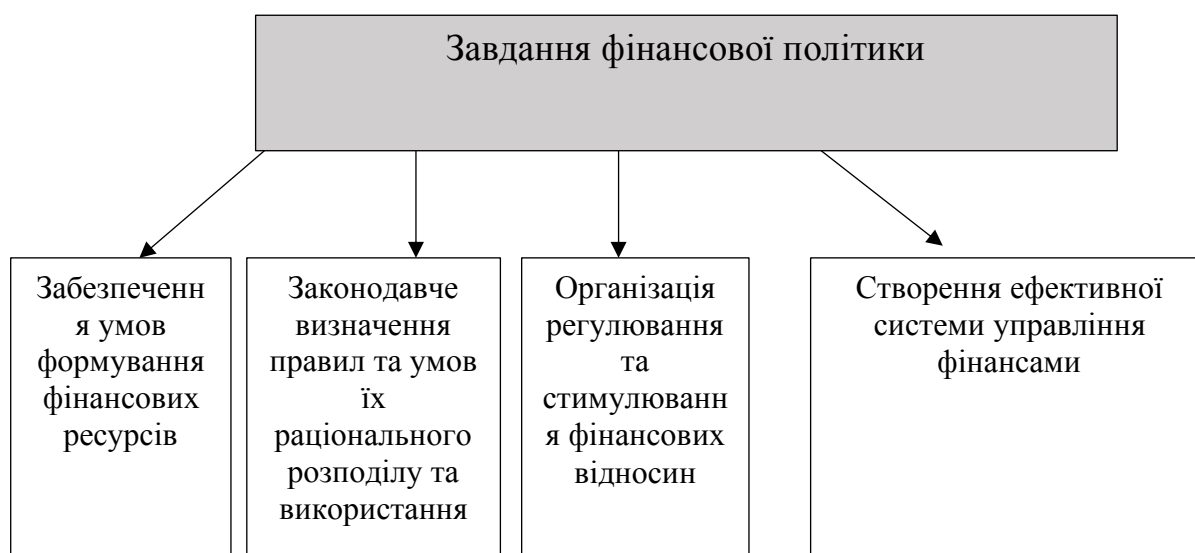 Завдання фінансової політики
Забезпеченн
я умов
формування
фінансових
ресурсів
Законодавче
визначення
правил та умов
їх
раціонального
розподілу та
використання
Організація
регулювання
та
стимулюванн
я фінансових
відносин
Створення ефективної
системи управління
фінансами